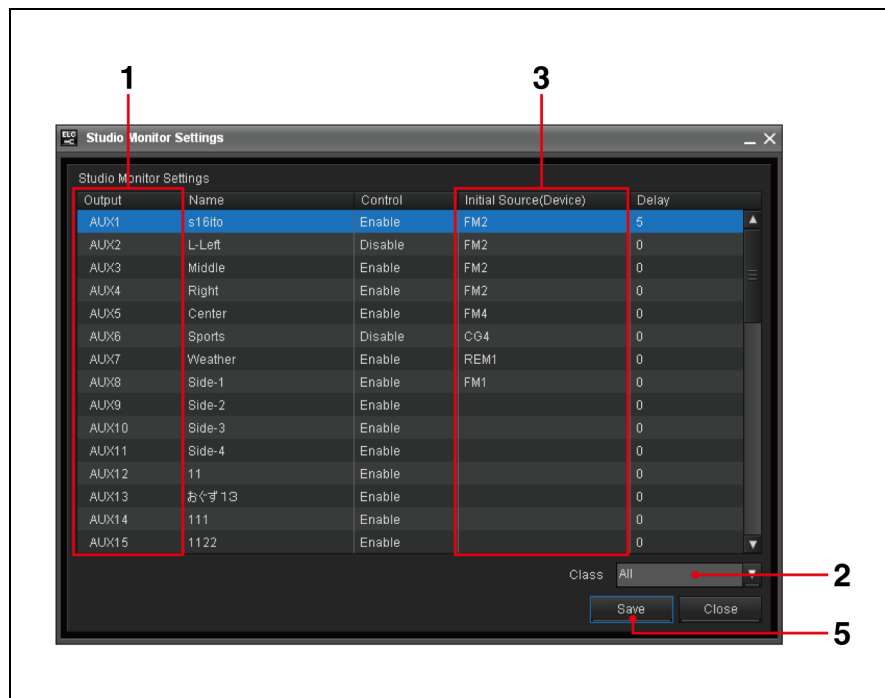 1 3
ELC
Studio Monitor Settings
Studio Monitor Settings
Output Name Control Initial Source(Device) Delay
AUX1 s16ito Enable FM2 5
AUX2 L-Left Disable FM2 0
AUX3 Middle Enable FM2 0
AUX4 Right Enable FM2 0
AUX5 Center Enable FM4 0
AUX6 Sports Disable CG4 0
AUX7 Weather Enable REM1 0
AUX8 Side-1 Enable FM1 0
AUX9 Side-2 Enable 0
AUX10 Side-3 Enable 0
AUX11 Side-4 Enable 0
AUX12 11 Enable 0
AUX13 おぐず13 Enable 0
AUX14 111 Enable 0
AUX15 1122 Enable 0
Class All 2
Save Close
5